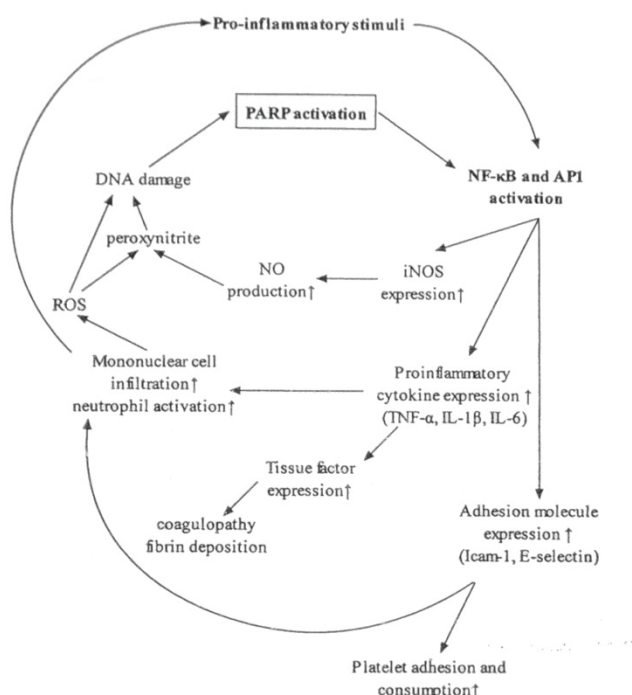 Pro-inflammatory stimuli
PARP activation
DNA damage
NF-κB and AP1
activation
peroxynitrite
NO
production↑
iNOS
expression↑
ROS
Mononuclear cell
infiltration↑
neutrophil activation↑
Proinflammatory
cytokine expression ↑
(TNF-α, IL-1β, IL-6)
Tissue factor
expression↑
coagulopathy
fibrin deposition
Adhesion molecule
expression ↑
(Icam-1, E-selectin)
Platelet adhesion and
consumption↑